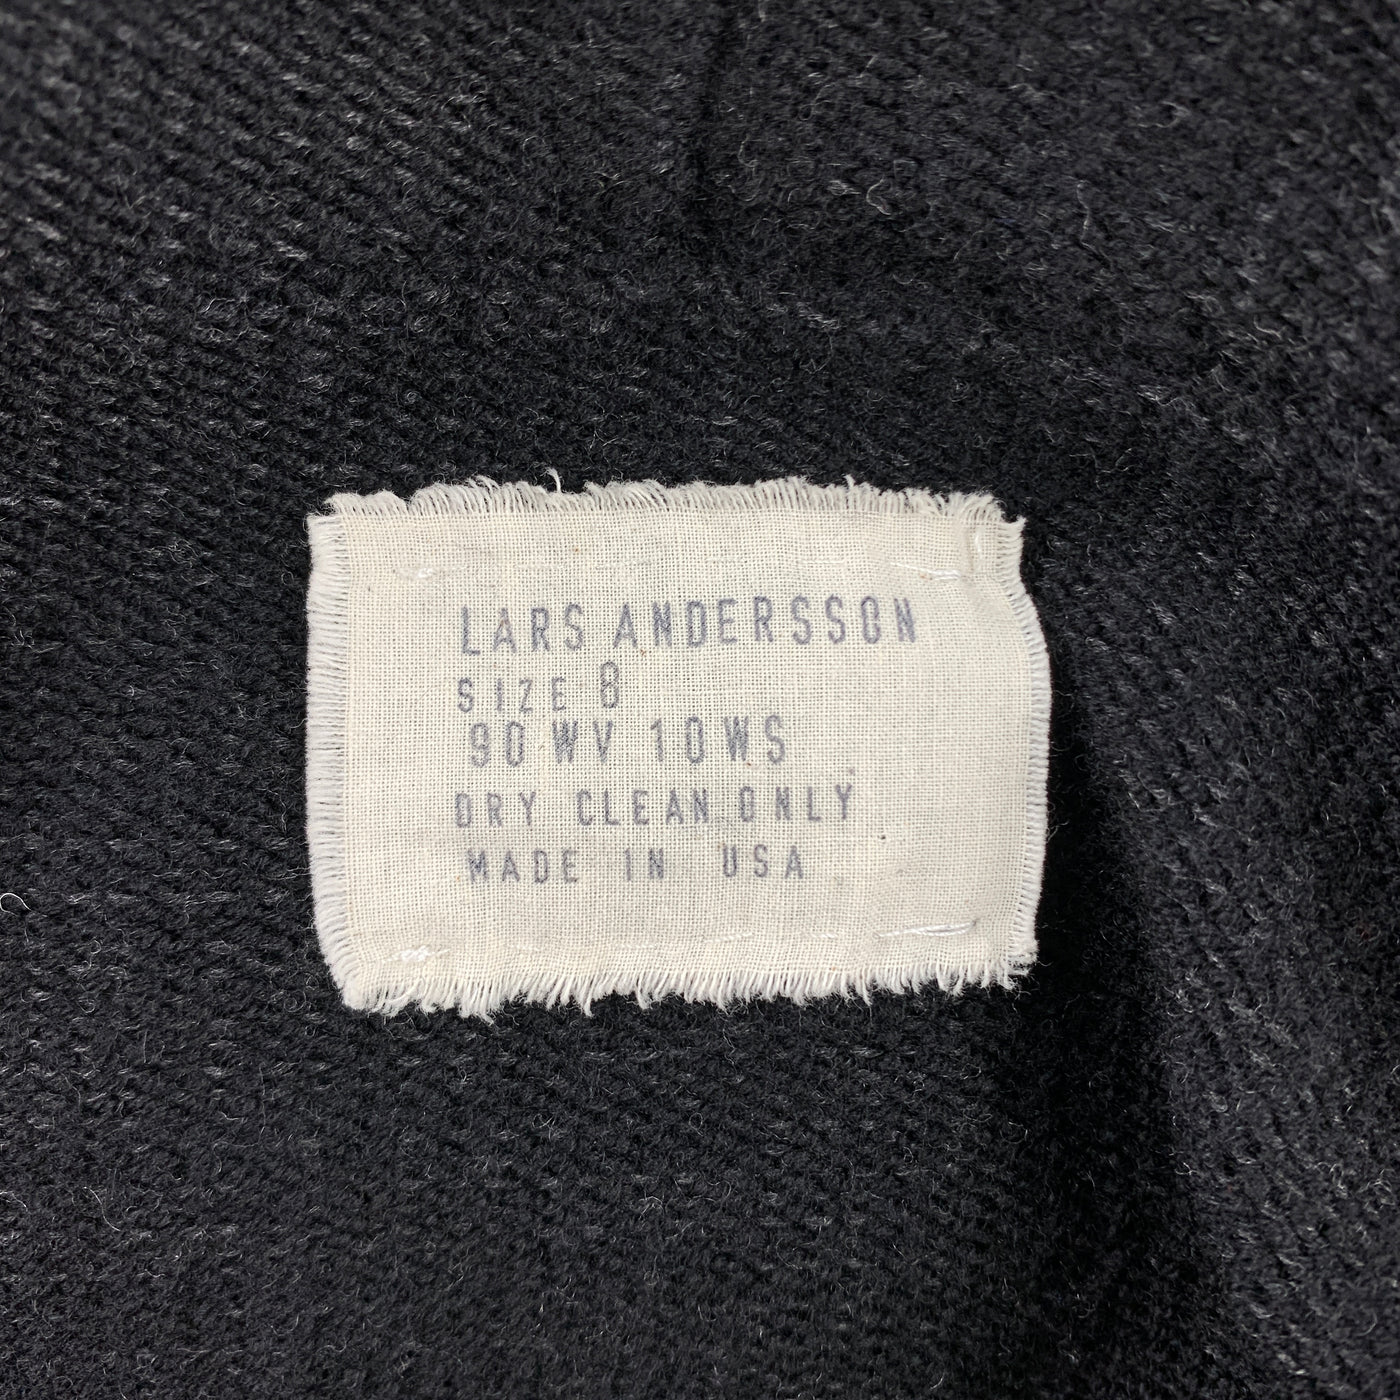 LARS ANDERSSON
SIZE 8
90 WV 10 WS
DRY CLEAN ONLY
MADE IN USA